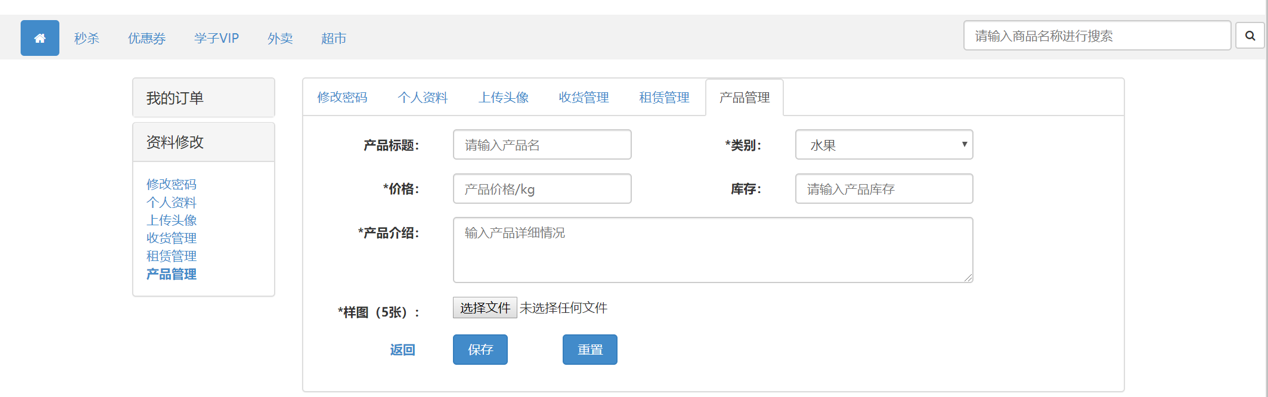 秒杀 优惠券 学子VIP 外卖 超市 请输入商品名称进行搜索
我的订单
资料修改
修改密码
个人资料
上传头像
收货管理
租赁管理
产品管理
修改密码 个人资料 上传头像 收货管理 租赁管理 产品管理
产品标题： 请输入产品名 *类别： 水果
*价格： 产品价格/kg 库存： 请输入产品库存
*产品介绍： 输入产品详细情况
*样图（5张）： 选择文件 未选择任何文件
返回 保存 重置